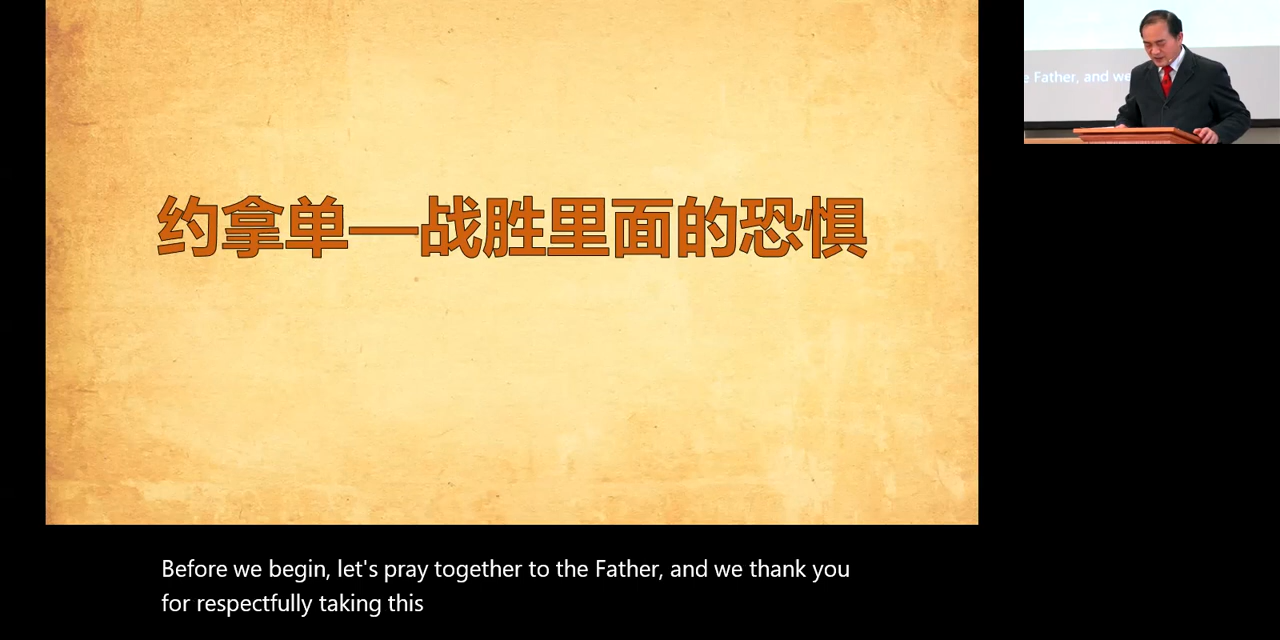 约拿单—战胜里面的恐惧
e Father, and we
Before we begin, let's pray together to the Father, and we thank you
for respectfully taking this